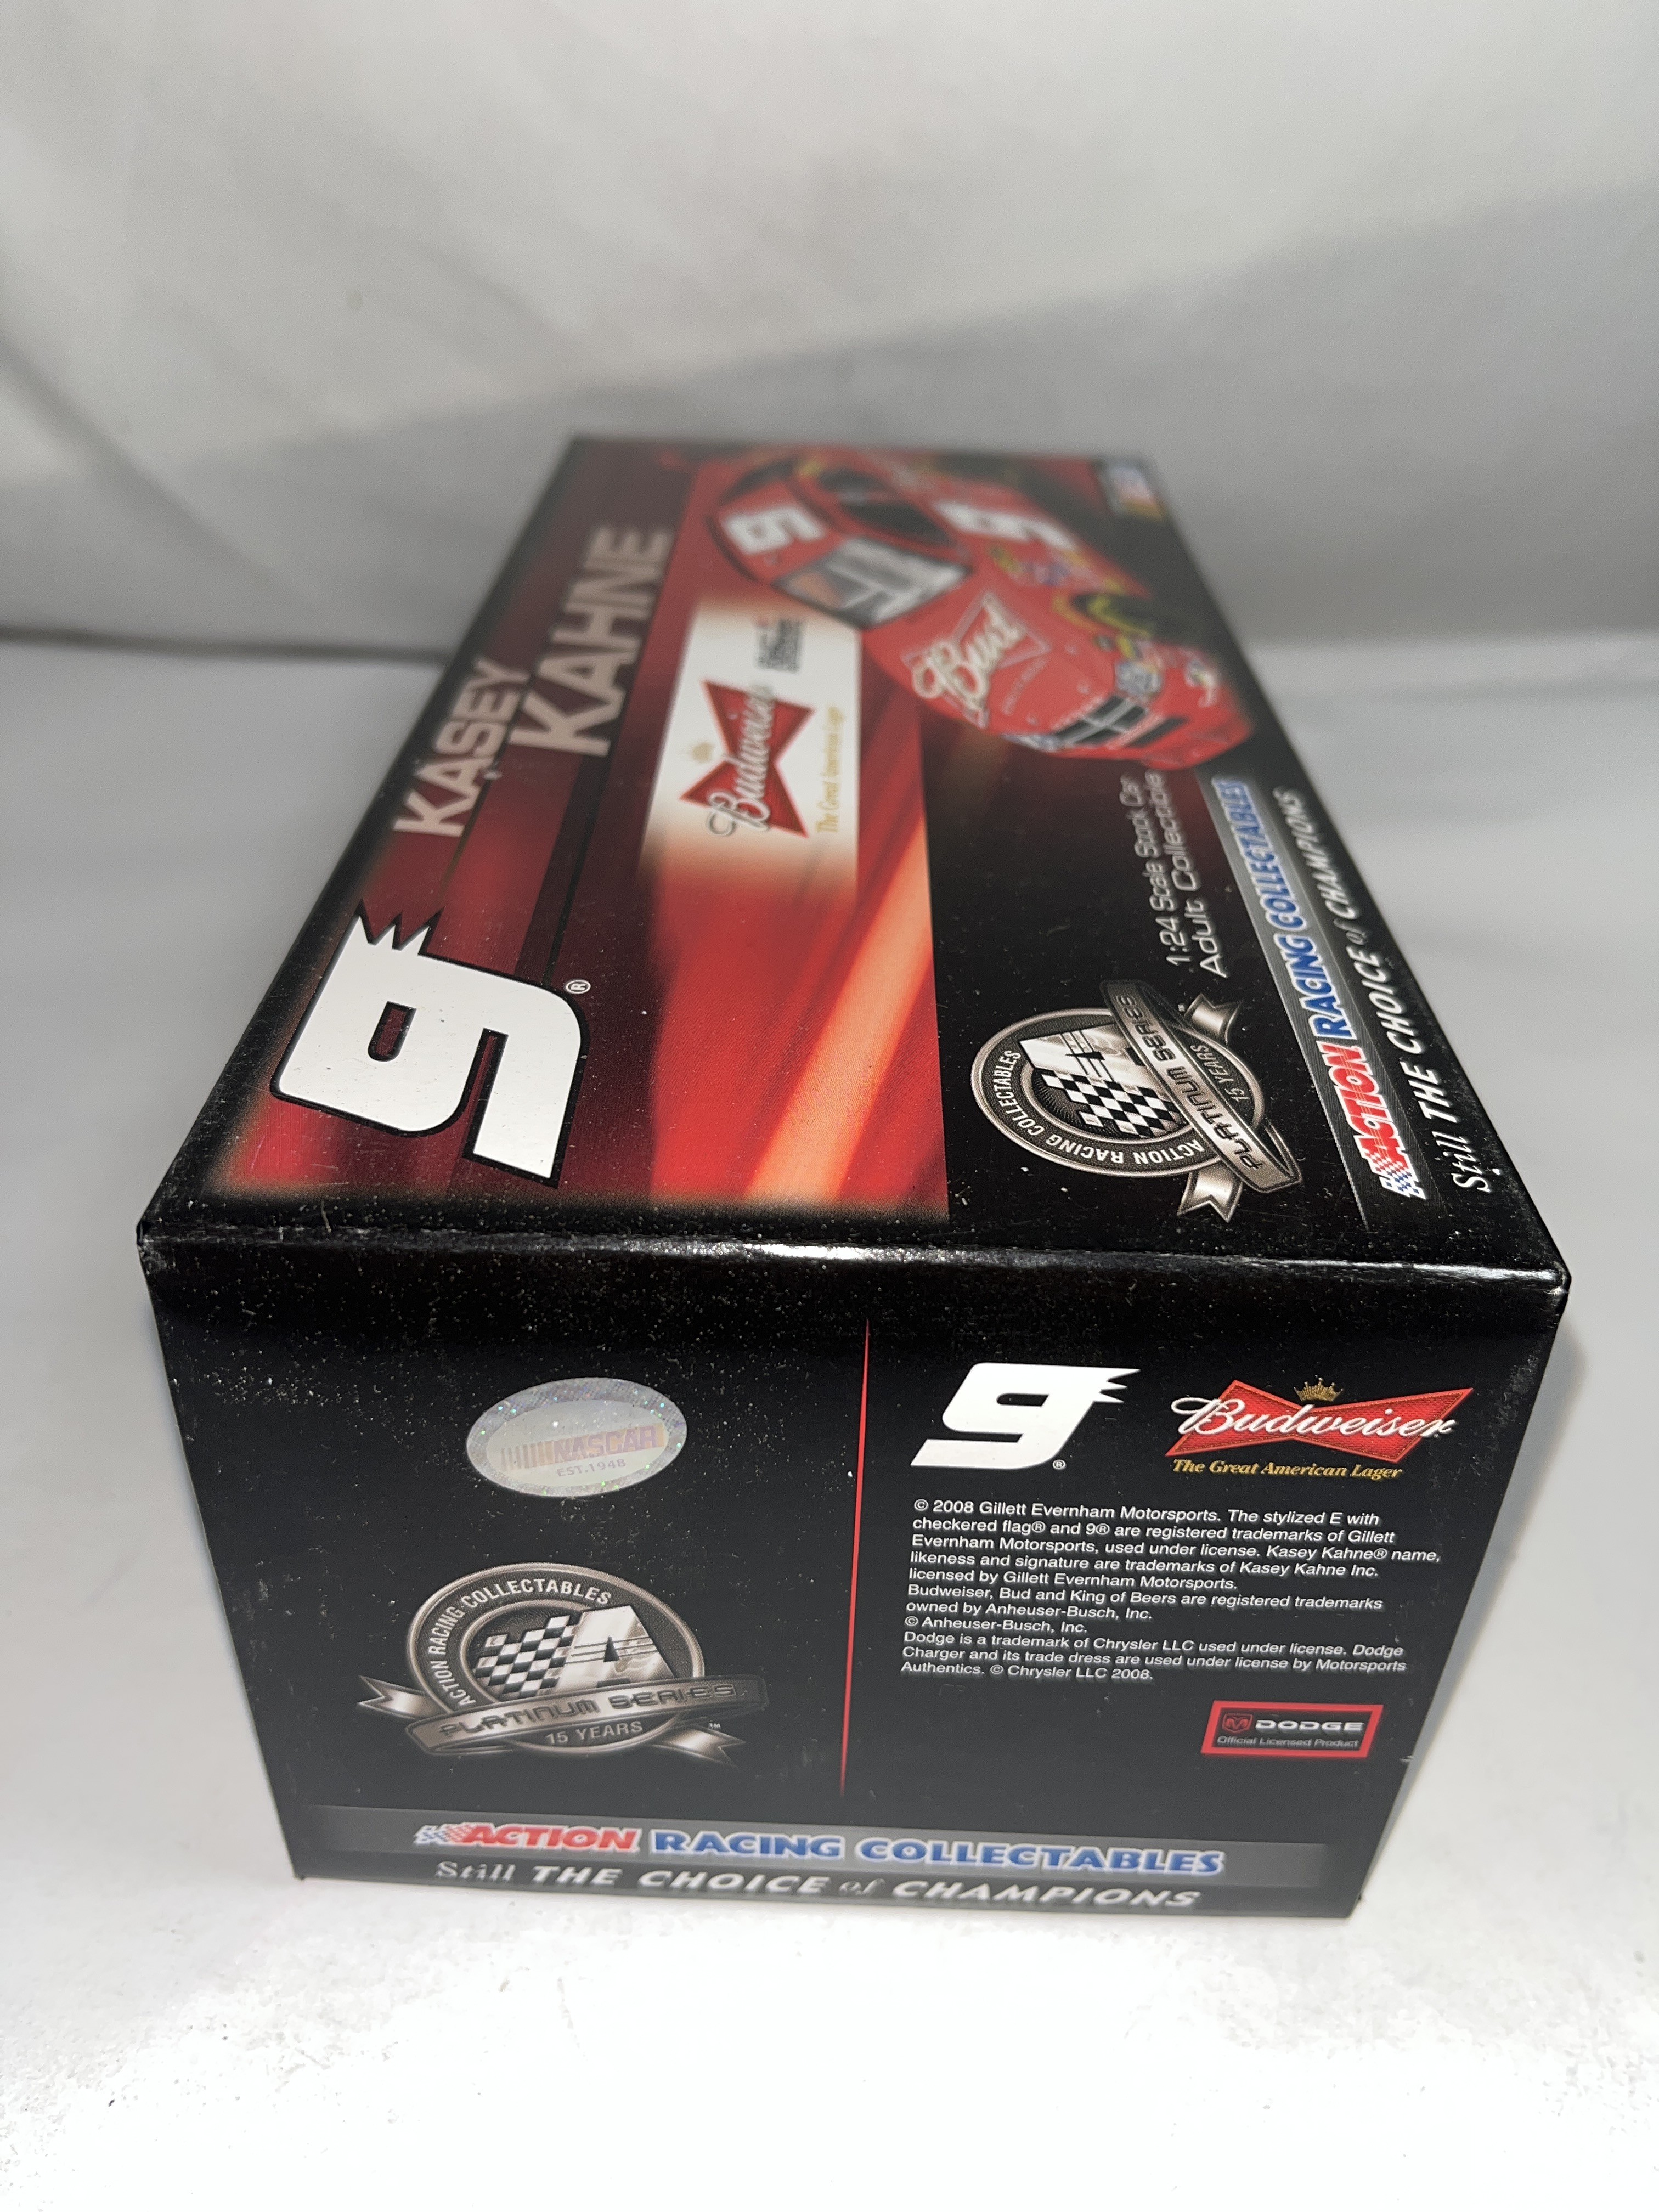 KASEY
KAHNE
9®
Budweiser
The Great American Lager
9
9
Bud
1:24 Scale Stock Car
Adult Collectible
ACTION RACING COLLECTABLES
PLATINUM SERIES
15 YEARS
ACTION RACING COLLECTABLES
Still THE CHOICE of CHAMPIONS
NASCAR
EST.1948
ACTION RACING COLLECTABLES
PLATINUM SERIES
15 YEARS ™
9®
Budweiser
The Great American Lager
© 2008 Gillett Evernham Motorsports. The stylized E with
checkered flag® and 9® are registered trademarks of Gillett
Evernham Motorsports, used under license. Kasey Kahne® name,
likeness and signature are trademarks of Kasey Kahne Inc.
licensed by Gillett Evernham Motorsports.
Budweiser, Bud and King of Beers are registered trademarks
owned by Anheuser-Busch, Inc.
© Anheuser-Busch, Inc.
Dodge is a trademark of Chrysler LLC used under license. Dodge
Charger and its trade dress are used under license by Motorsports
Authentics. © Chrysler LLC 2008.
DODGE
Official Licensed Product
ACTION RACING COLLECTABLES
Still THE CHOICE of CHAMPIONS